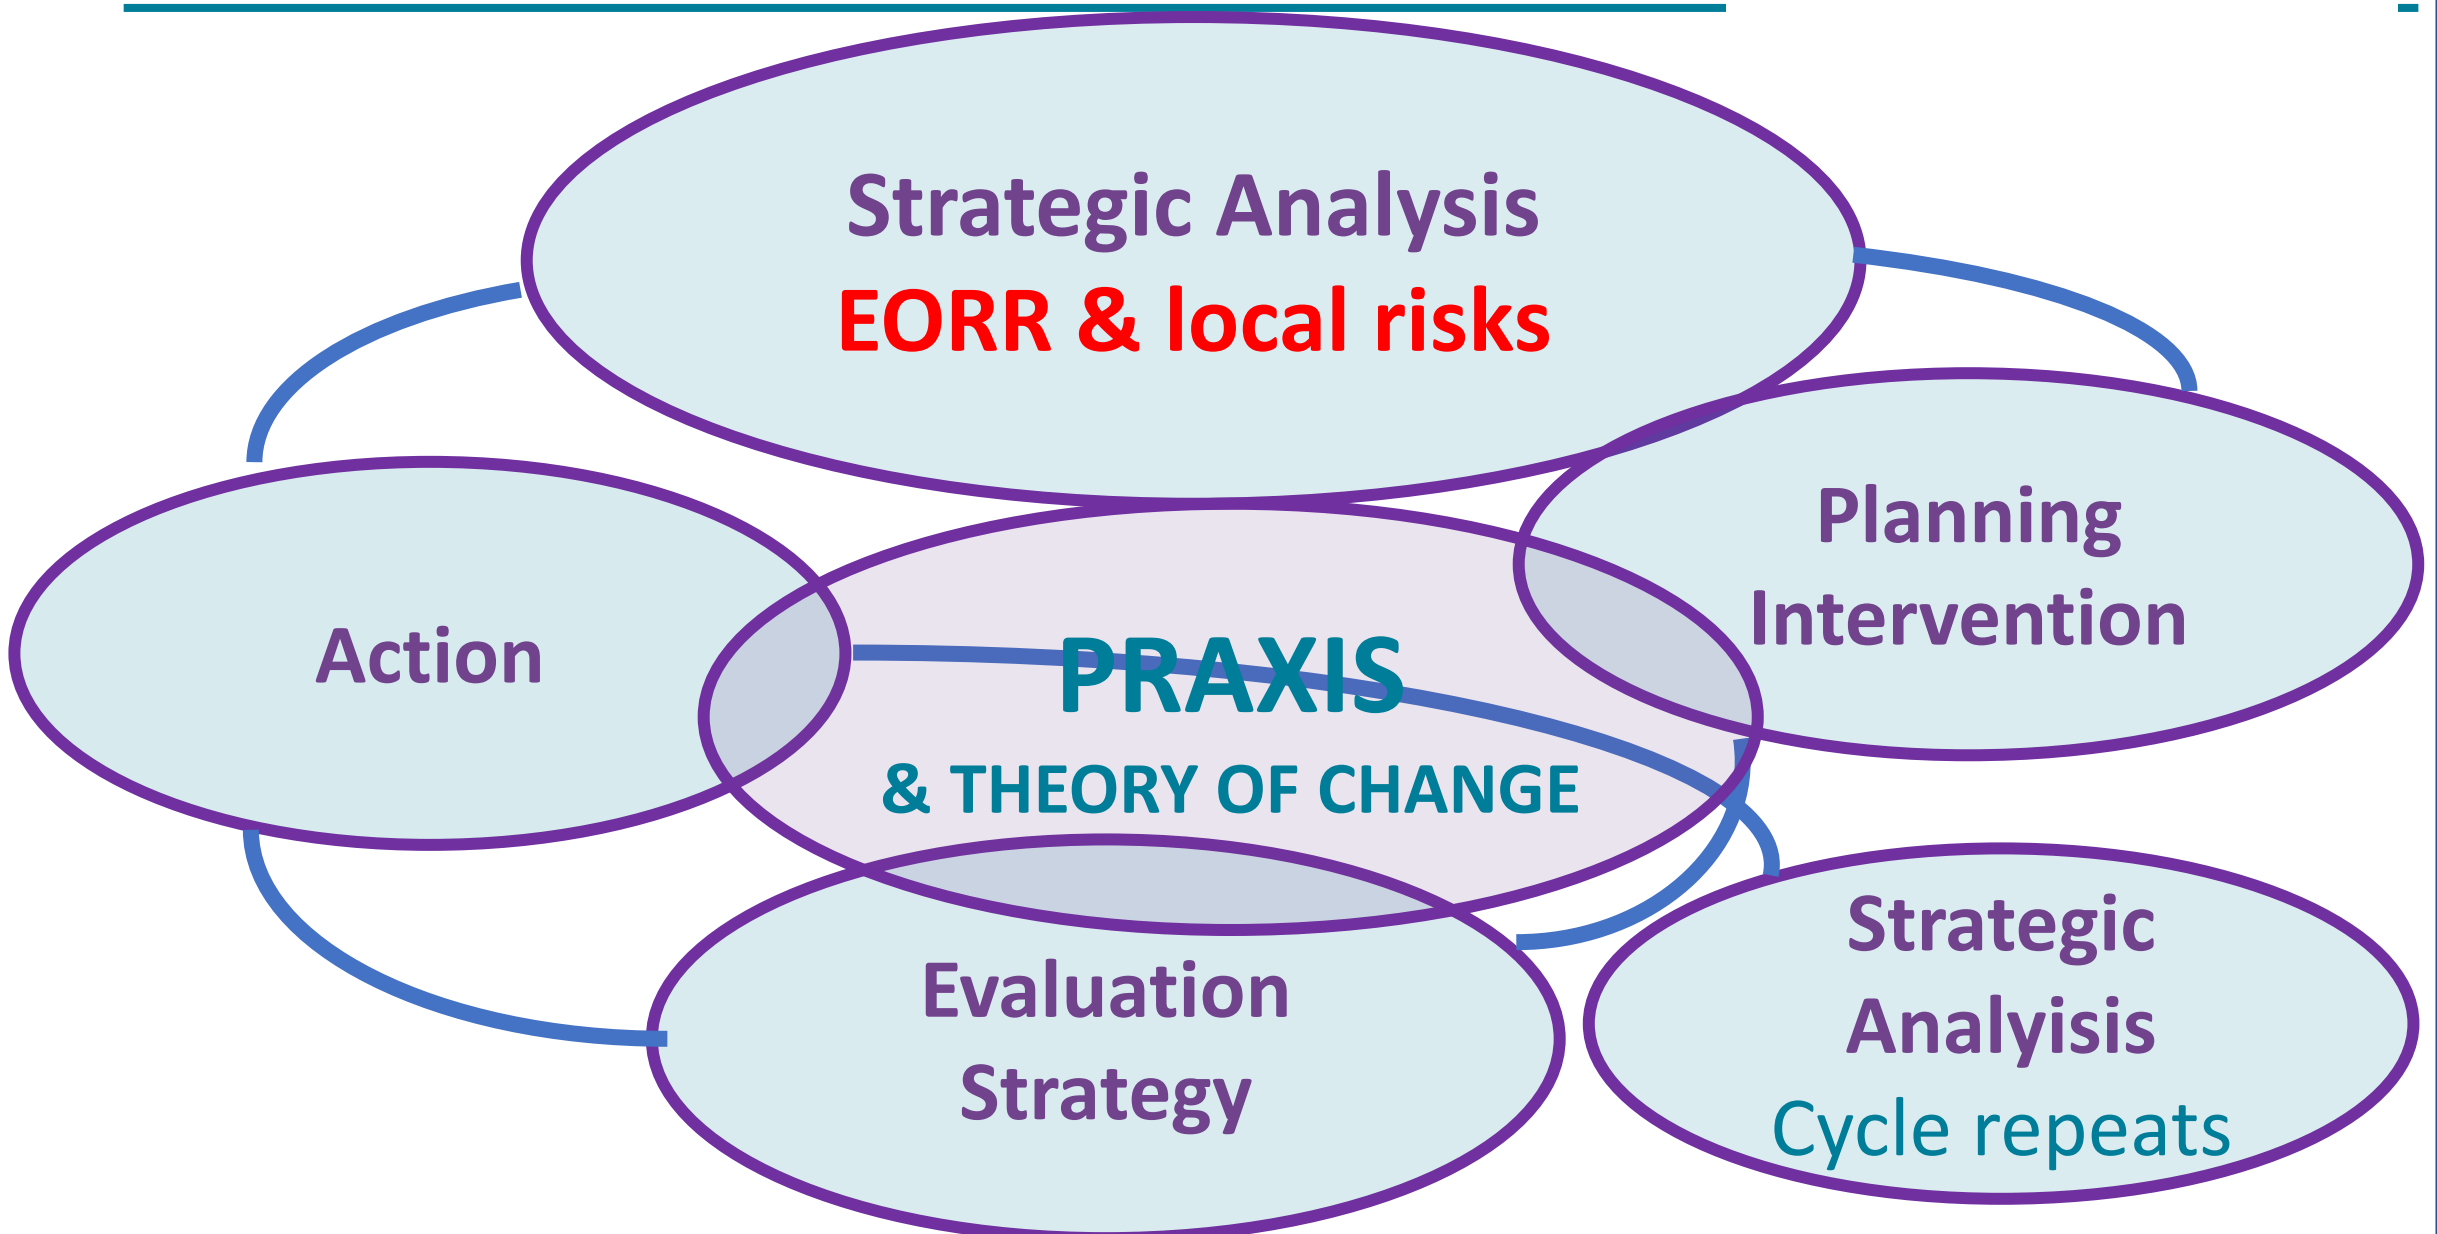 Strategic Analysis
EORR & local risks
Planning
Intervention
Action
PRAXIS
& THEORY OF CHANGE
Evaluation
Strategy
Strategic
Analyisis
Cycle repeats